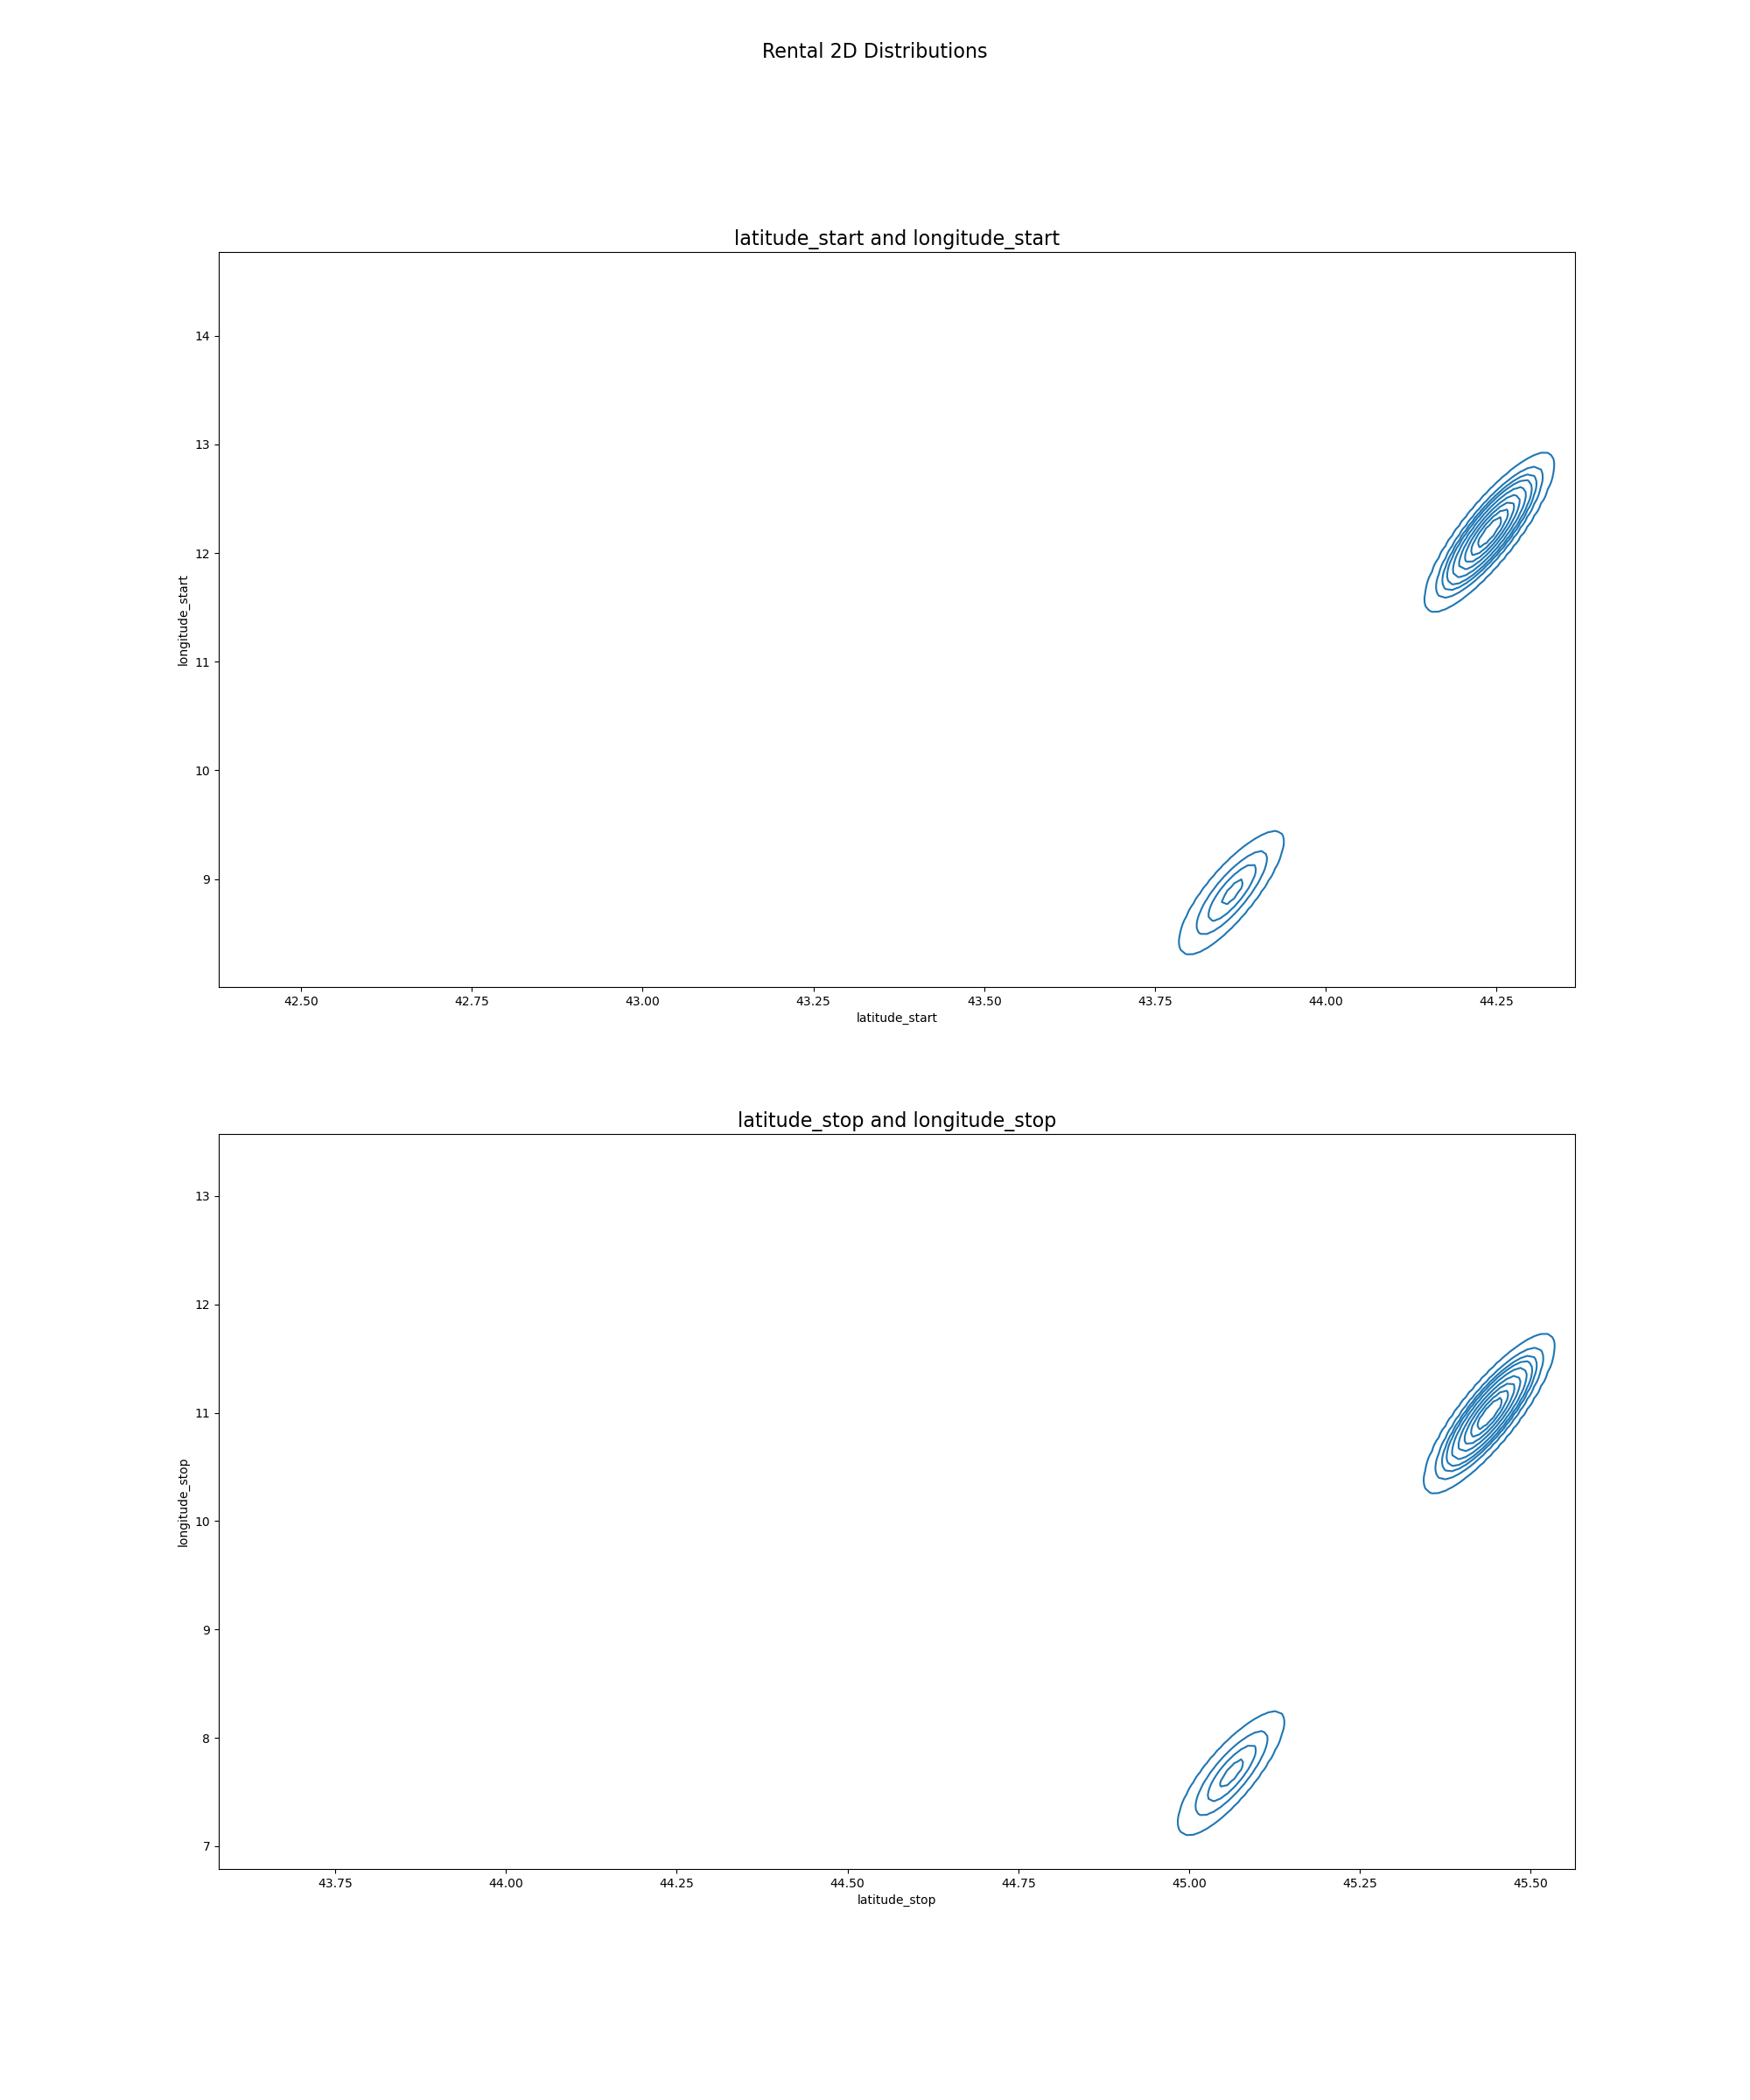 Rental 2D Distributions
latitude_start and longitude_start
14
13
12
11
10
9
longitude_start
42.50 42.75 43.00 43.25 43.50 43.75 44.00 44.25
latitude_start
latitude_stop and longitude_stop
13
12
11
10
9
8
7
longitude_stop
43.75 44.00 44.25 44.50 44.75 45.00 45.25 45.50
latitude_stop